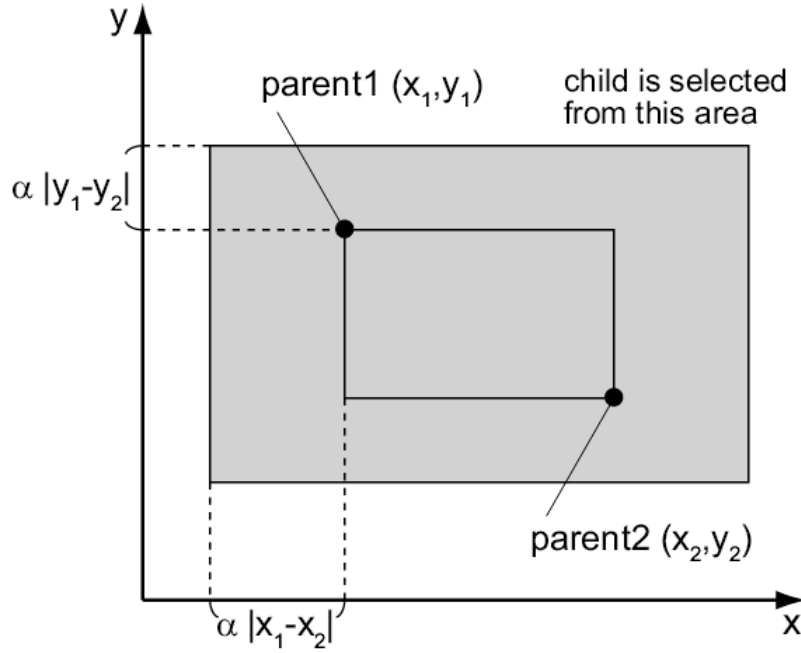 y
parent1 (x₁,y₁)
child is selected
from this area
α |y₁-y₂|
parent2 (x₂,y₂)
α |x₁-x₂|
x